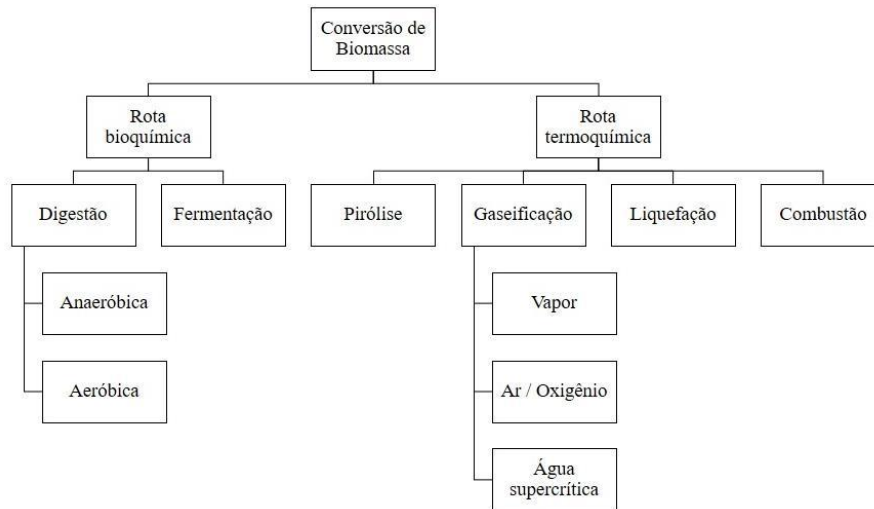 Conversão de
Biomassa
Rota
bioquímica
Rota
termoquímica
Digestão
Fermentação
Pirólise
Gaseificação
Liquefação
Combustão
Anaeróbica
Vapor
Aeróbica
Ar / Oxigênio
Água
supercrítica